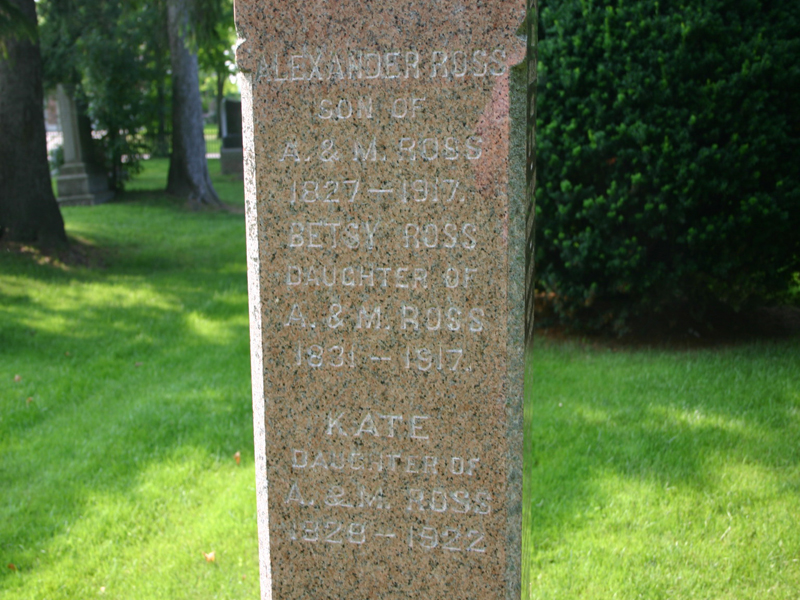 ALEXANDER ROSS
SON OF
A. & M. ROSS
1827 — 1917.
BETSY ROSS
DAUGHTER OF
A. & M. ROSS
1831 — 1917.
KATE
DAUGHTER OF
A. & M. ROSS
1828 — 1922